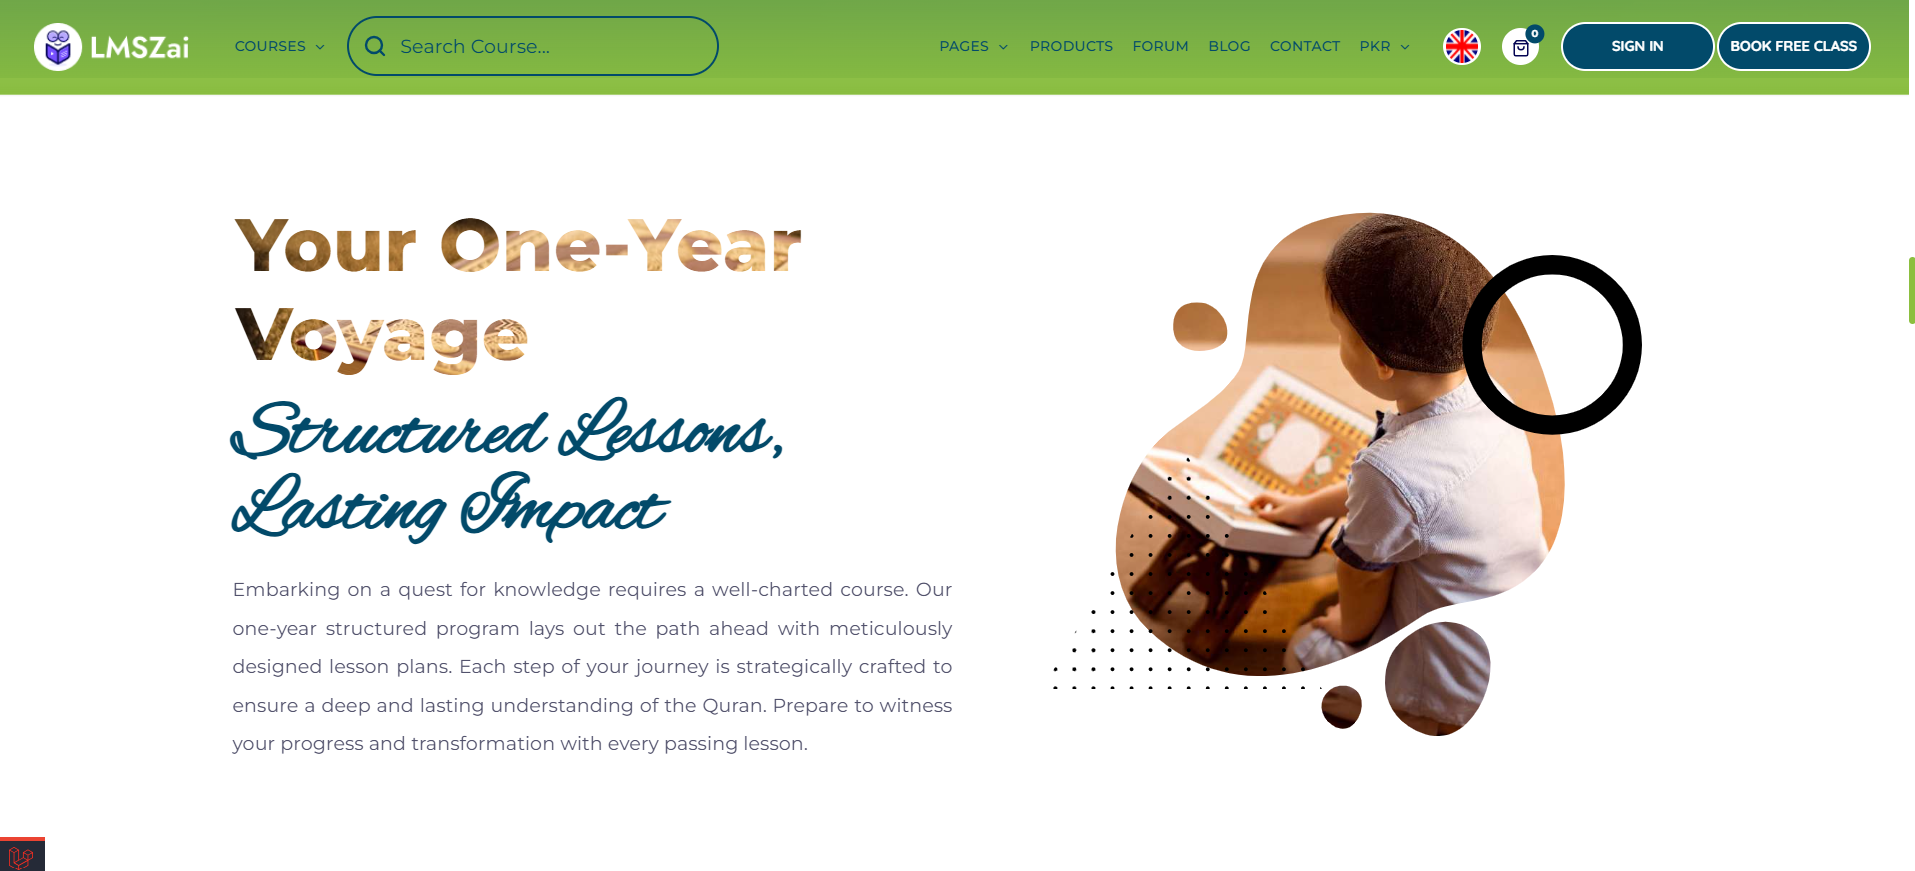 LMSZai
COURSES
Search Course...
PAGES
PRODUCTS
FORUM
BLOG
CONTACT
PKR
0
SIGN IN
BOOK FREE CLASS
Your One-Year
Voyage
Structured Lessons,
Lasting Impact
Embarking on a quest for knowledge requires a well-charted course. Our
one-year structured program lays out the path ahead with meticulously
designed lesson plans. Each step of your journey is strategically crafted to
ensure a deep and lasting understanding of the Quran. Prepare to witness
your progress and transformation with every passing lesson.